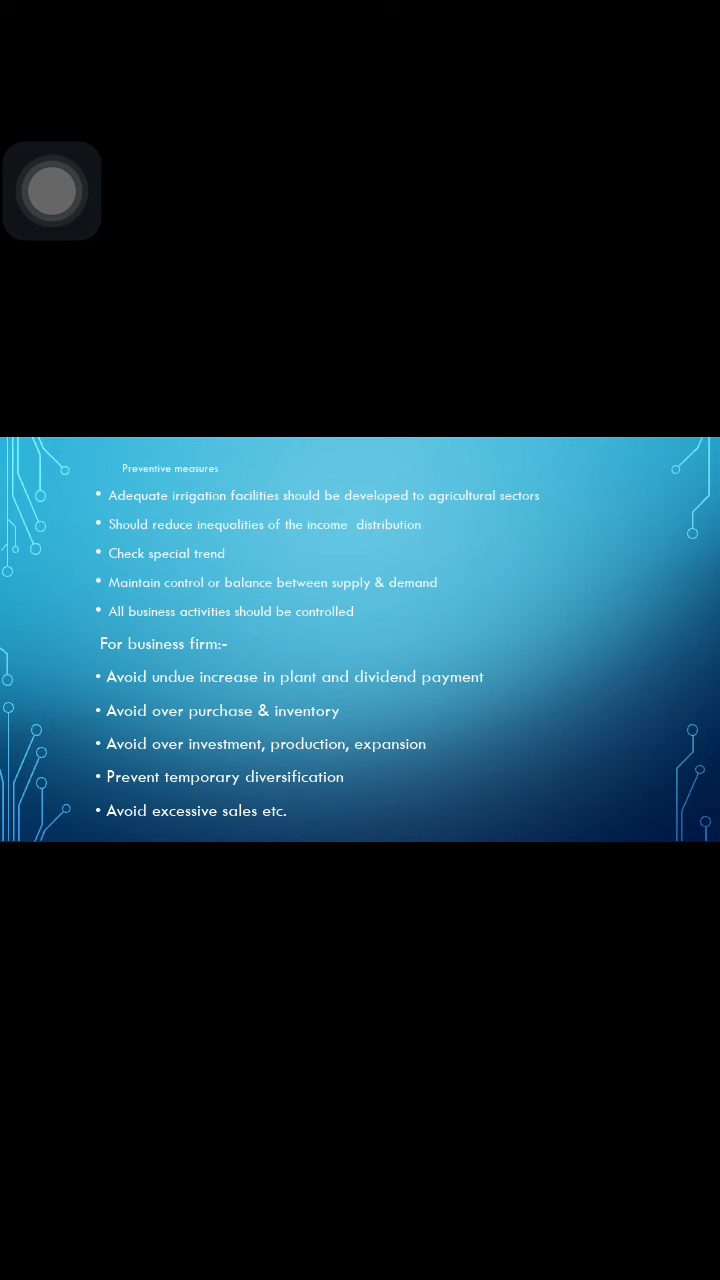 Preventive measures
• Adequate irrigation facilities should be developed to agricultural sectors
• Should reduce inequalities of the income  distribution
• Check special trend
• Maintain control or balance between supply & demand
• All business activities should be controlled
For business firm:-
• Avoid undue increase in plant and dividend payment
• Avoid over purchase & inventory
• Avoid over investment, production, expansion
• Prevent temporary diversification
• Avoid excessive sales etc.